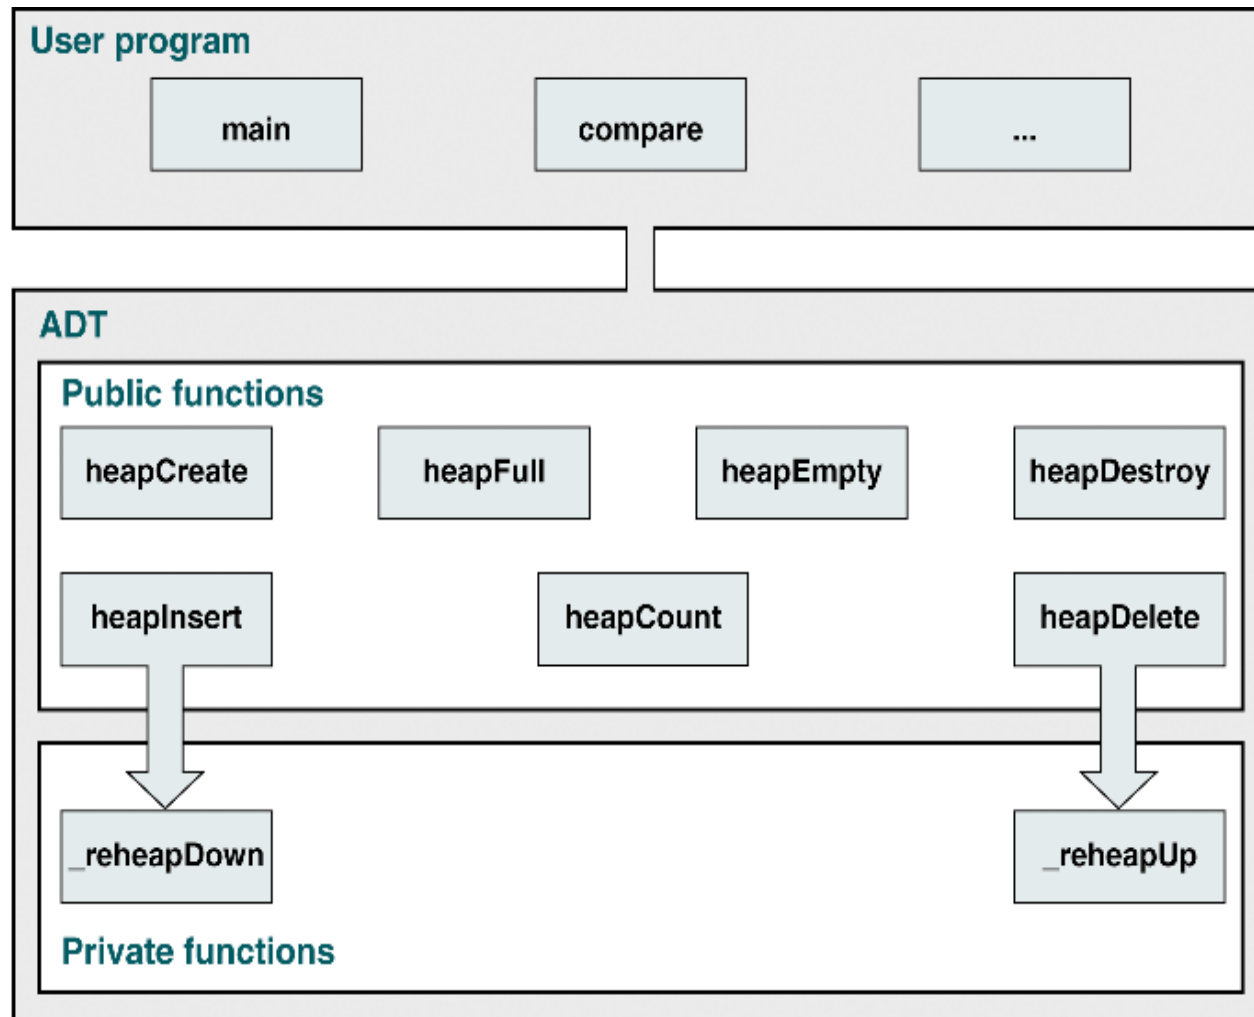 User program
main compare ...
ADT
Public functions
heapCreate heapFull heapEmpty heapDestroy
heapInsert heapCount heapDelete
_reheapDown _reheapUp
Private functions